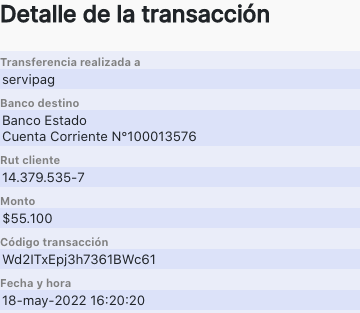 Detalle de la transacción
Transferencia realizada a
servipag
Banco destino
Banco Estado
Cuenta Corriente N°100013576
Rut cliente
14.379.535-7
Monto
$55.100
Código transacción
Wd2ITxEpj3h7361BWc61
Fecha y hora
18-may-2022 16:20:20